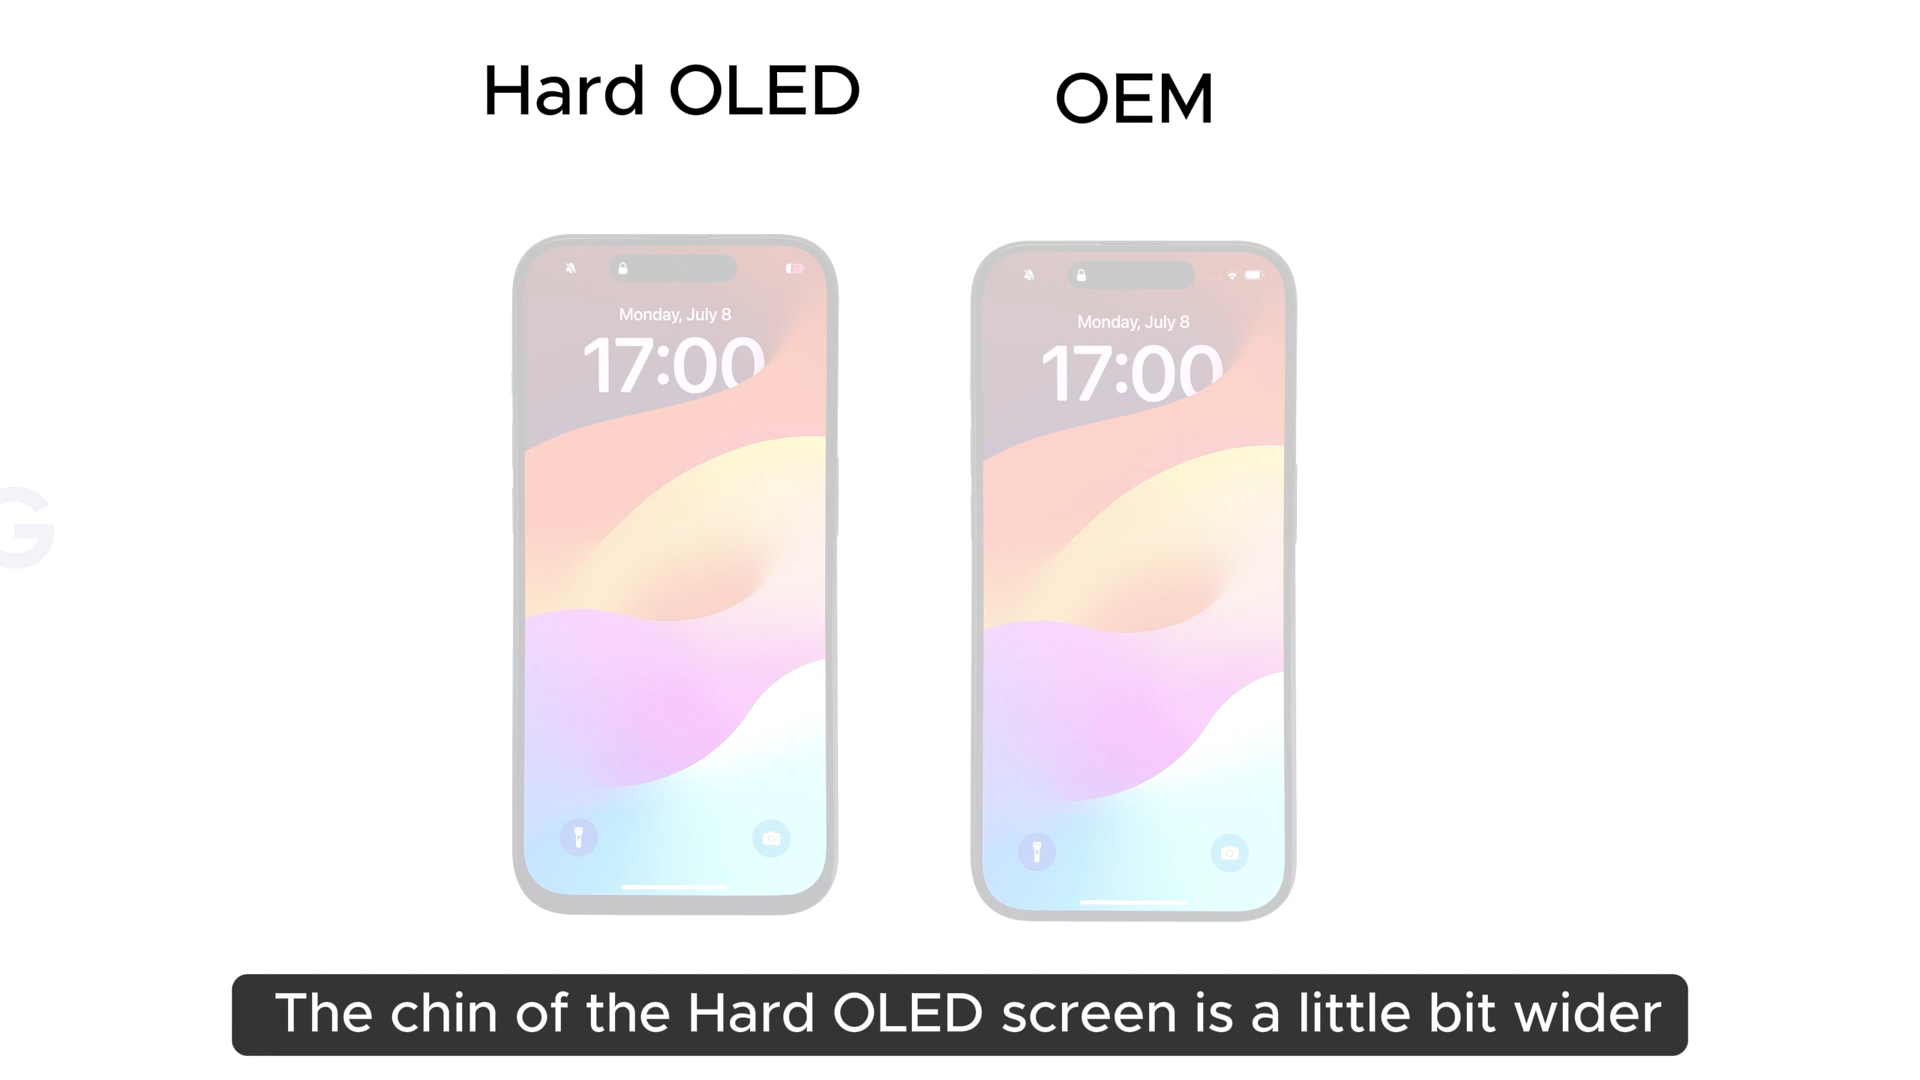 Hard OLED
OEM
Monday, July 8
17:00
Monday, July 8
17:00
G
The chin of the Hard OLED screen is a little bit wider